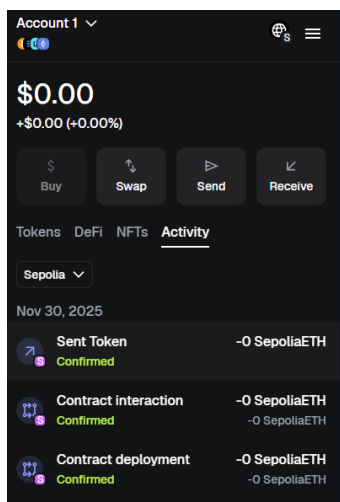 Account 1
S
$0.00
+$0.00 (+0.00%)
$
Buy Swap Send Receive
Tokens DeFi NFTs Activity
Sepolia
Nov 30, 2025
Sent Token -0 SepoliaETH
S Confirmed
Contract interaction -0 SepoliaETH
S Confirmed -0 SepoliaETH
Contract deployment -0 SepoliaETH
S Confirmed -0 SepoliaETH